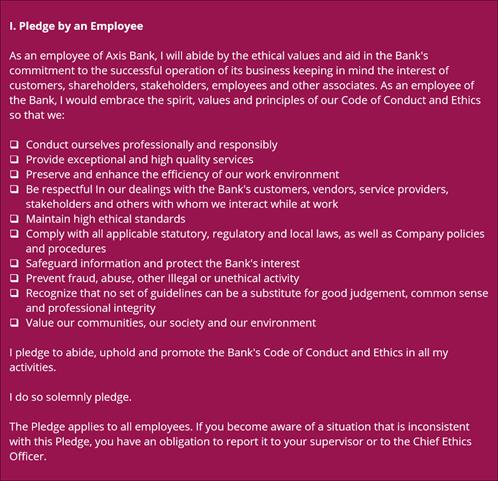 I. Pledge by an Employee
As an employee of Axis Bank, I will abide by the ethical values and aid in the Bank's
commitment to the successful operation of its business keeping in mind the interest of
customers, shareholders, stakeholders, employees and other associates. As an employee of
the Bank, I would embrace the spirit, values and principles of our Code of Conduct and Ethics
so that we:
❑ Conduct ourselves professionally and responsibly
❑ Provide exceptional and high quality services
❑ Preserve and enhance the efficiency of our work environment
❑ Be respectful In our dealings with the Bank's customers, vendors, service providers,
stakeholders and others with whom we interact while at work
❑ Maintain high ethical standards
❑ Comply with all applicable statutory, regulatory and local laws, as well as Company policies
and procedures
❑ Safeguard information and protect the Bank's interest
❑ Prevent fraud, abuse, other Illegal or unethical activity
❑ Recognize that no set of guidelines can be a substitute for good judgement, common sense
and professional integrity
❑ Value our communities, our society and our environment
I pledge to abide, uphold and promote the Bank's Code of Conduct and Ethics in all my
activities.
I do so solemnly pledge.
The Pledge applies to all employees. If you become aware of a situation that is inconsistent
with this Pledge, you have an obligation to report it to your supervisor or to the Chief Ethics
Officer.